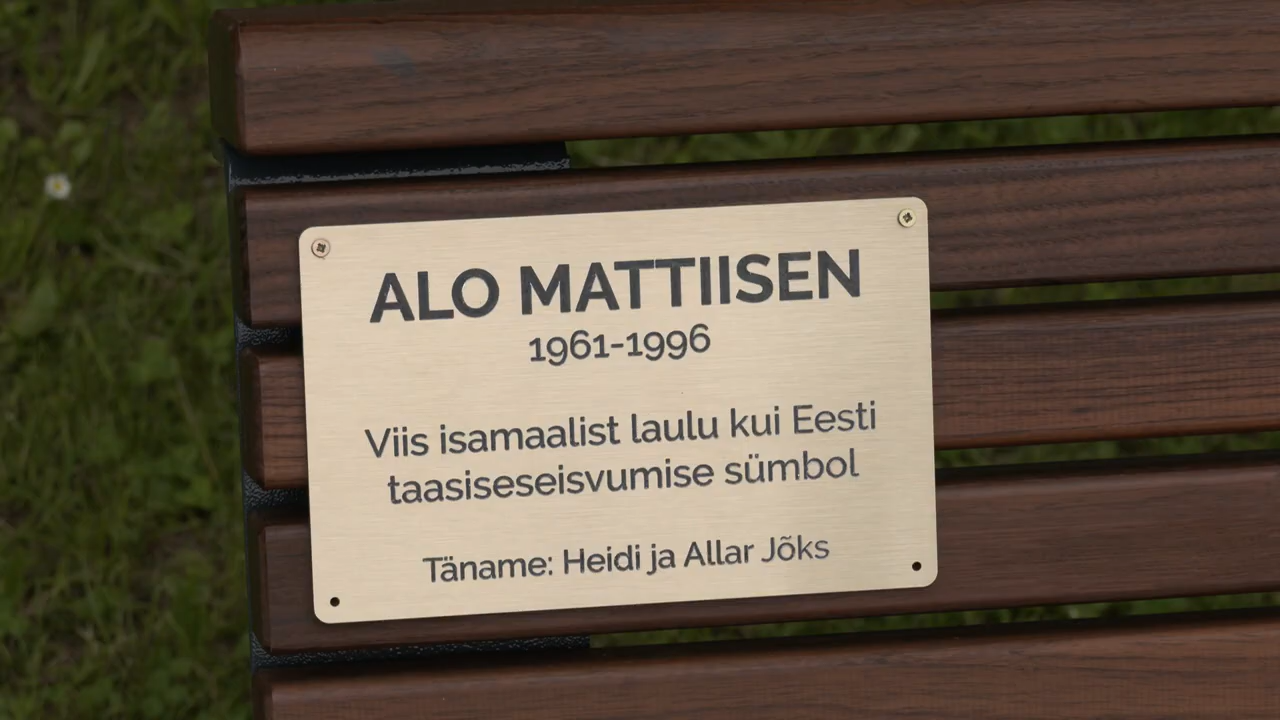 ALO MATTIISEN
1961-1996
Viis isamaalist laulu kui Eesti
taasiseseisvumise sümbol
Täname: Heidi ja Allar Jõks